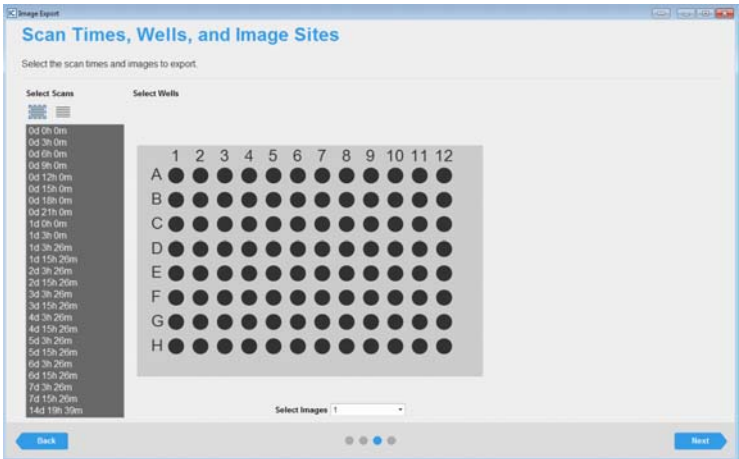 Image Export
Scan Times, Wells, and Image Sites
Select the scan times and images to export.
Select Scans
Select Wells
0d 0h 0m
0d 3h 0m
0d 6h 0m
0d 9h 0m
0d 12h 0m
0d 15h 0m
0d 18h 0m
0d 21h 0m
1d 0h 0m
1d 3h 0m
1d 3h 26m
1d 15h 26m
2d 3h 26m
2d 15h 26m
3d 3h 26m
3d 15h 26m
4d 3h 26m
4d 15h 26m
5d 3h 26m
5d 15h 26m
6d 3h 26m
6d 15h 26m
7d 3h 26m
7d 15h 26m
14d 19h 39m
1 2 3 4 5 6 7 8 9 10 11 12
A
B
C
D
E
F
G
H
Select Images 1
Back
Next